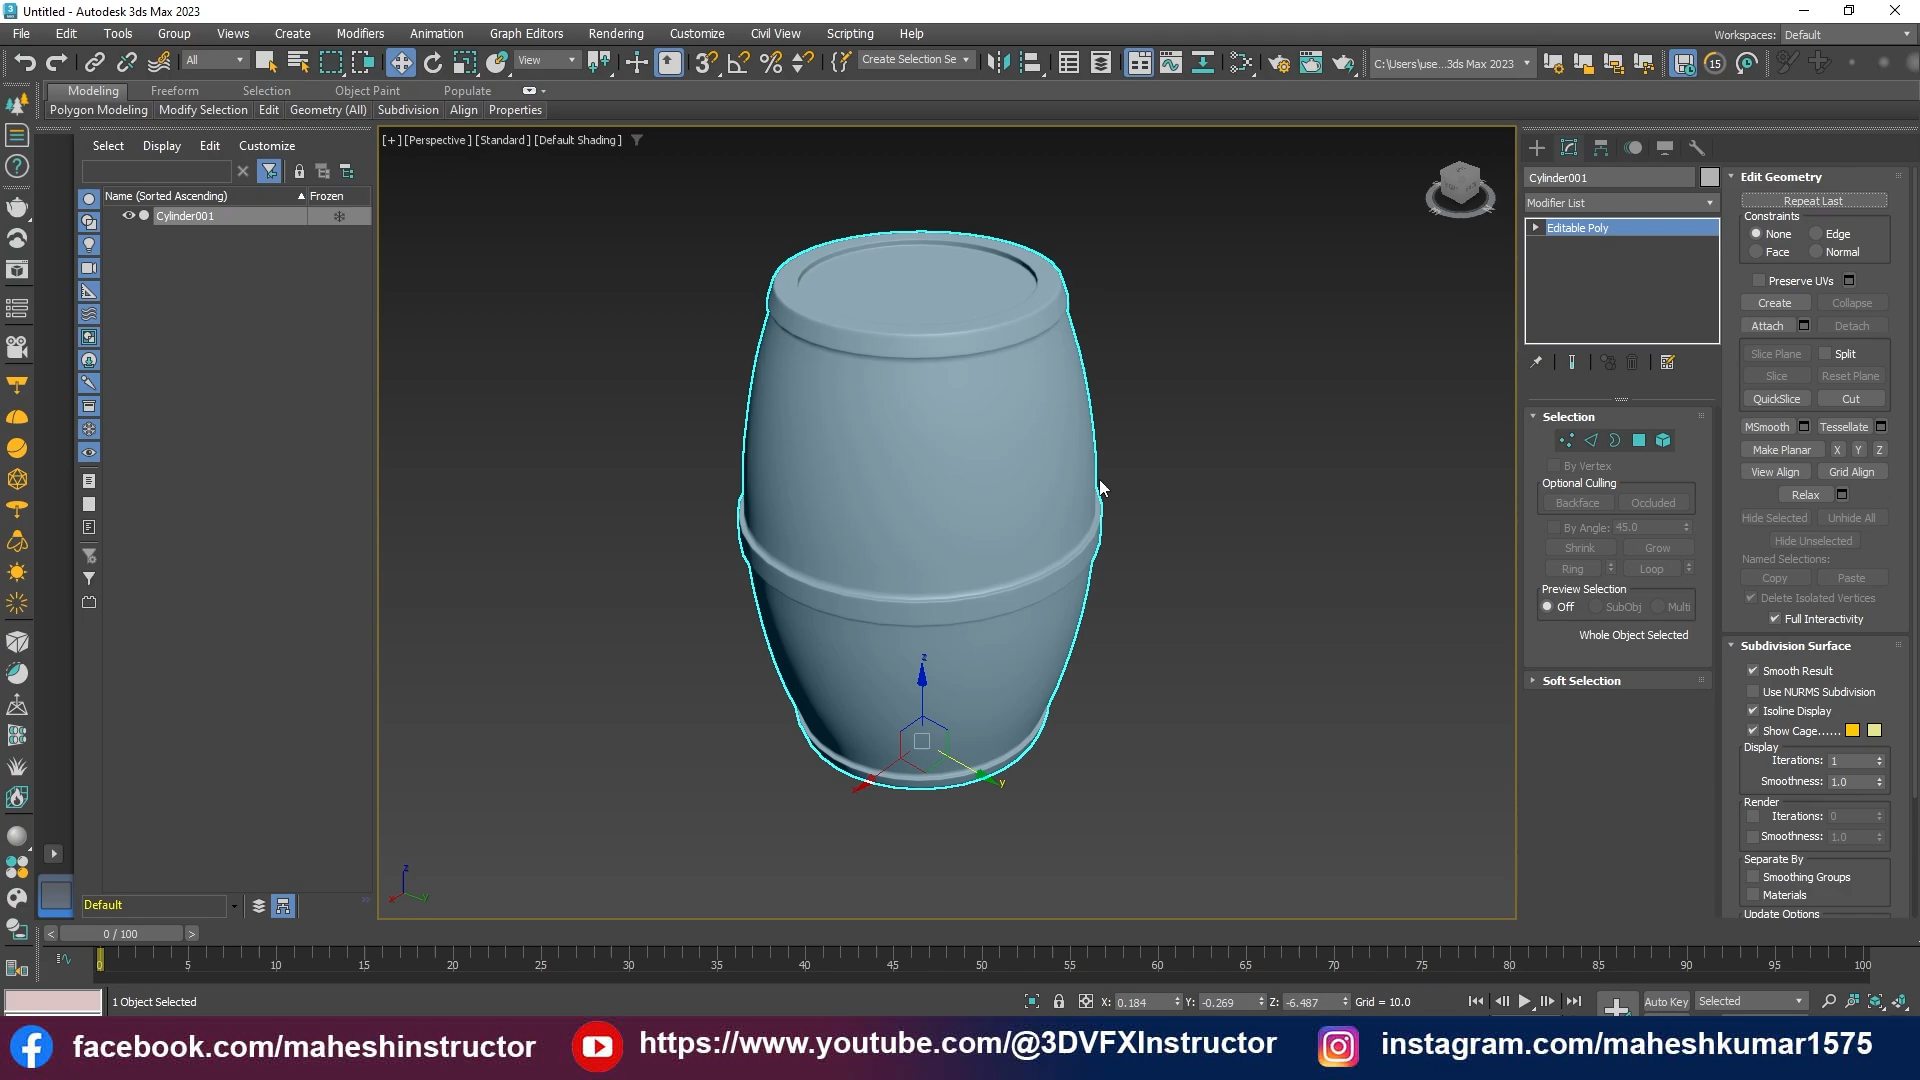 Untitled - Autodesk 3ds Max 2023
File Edit Tools Group Views Create Modifiers Animation Graph Editors Rendering Customize Civil View Scripting Help
Workspaces: Default
All View Create Selection Se C:\Users\use...3ds Max 2023 15
Modeling Freeform Selection Object Paint Populate
Polygon Modeling Modify Selection Edit Geometry (All) Subdivision Align Properties
Select Display Edit Customize
Name (Sorted Ascending) Frozen
Cylinder001
Default
[+] [Perspective ] [Standard ] [Default Shading ]
z
x
y
z
x
y
Cylinder001
Modifier List
Editable Poly
Selection
By Vertex
Optional Culling
Backface Occluded
By Angle: 45.0
Shrink Grow
Ring Loop
Preview Selection
Off SubObj Multi
Whole Object Selected
Soft Selection
Edit Geometry
Repeat Last
Constraints
None Edge
Face Normal
Preserve UVs
Create Collapse
Attach Detach
Slice Plane Split
Slice Reset Plane
QuickSlice Cut
MSmooth Tessellate
Make Planar X Y Z
View Align Grid Align
Relax
Hide Selected Unhide All
Hide Unselected
Named Selections:
Copy Paste
Delete Isolated Vertices
Full Interactivity
Subdivision Surface
Smooth Result
Use NURMS Subdivision
Isoline Display
Show Cage......
Display
Iterations: 1
Smoothness: 1.0
Render
Iterations: 0
Smoothness: 1.0
Separate By
Smoothing Groups
Materials
Update Options
< 0 / 100 >
0 5 10 15 20 25 30 35 40 45 50 55 60 65 70 75 80 85 90 95 100
1 Object Selected X: 0.184 Y: -0.269 Z: -6.487 Grid = 10.0 Auto Key Selected
facebook.com/maheshinstructor https://www.youtube.com/@3DVFXInstructor instagram.com/maheshkumar1575